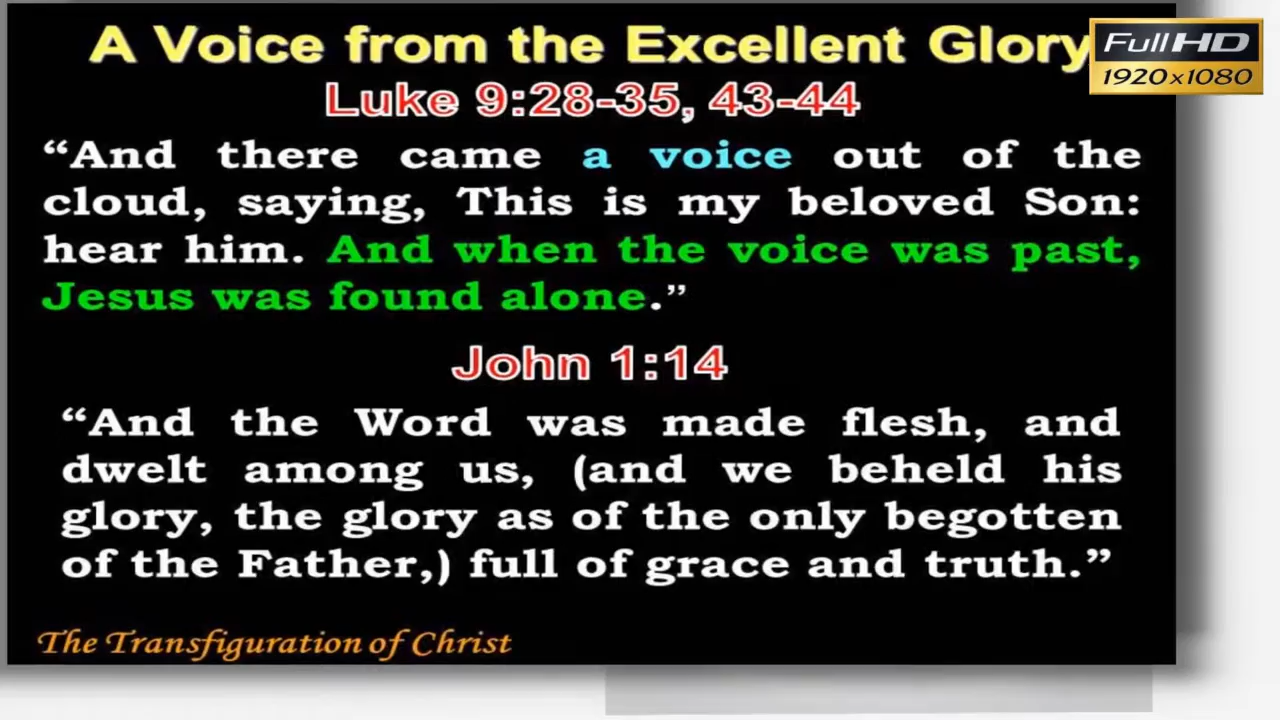 A Voice from the Excellent Glory
Full HD
1920x1080
Luke 9:28-35, 43-44
“And there came a voice out of the
cloud, saying, This is my beloved Son:
hear him. And when the voice was past,
Jesus was found alone.”
John 1:14
“And the Word was made flesh, and
dwelt among us, (and we beheld his
glory, the glory as of the only begotten
of the Father,) full of grace and truth.”
The Transfiguration of Christ